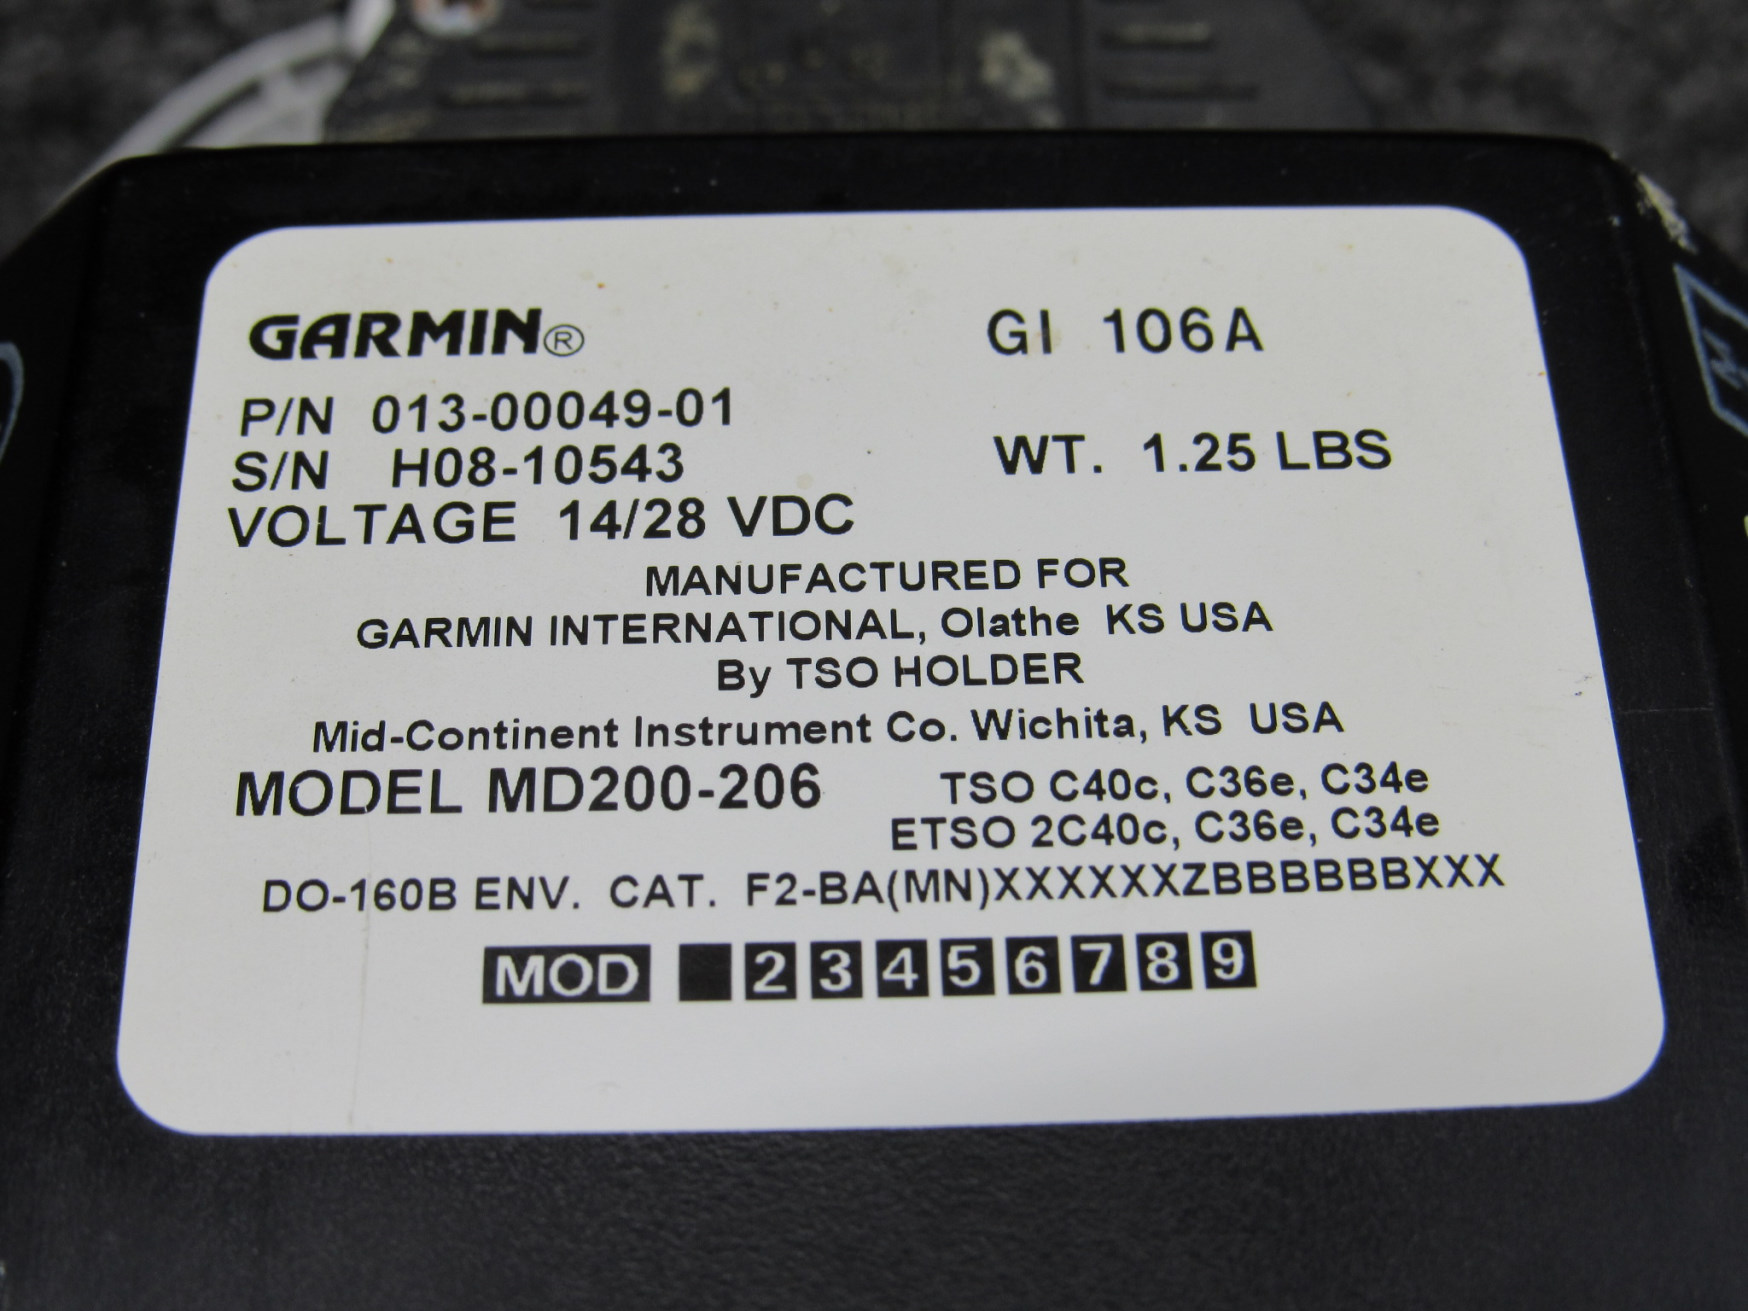 GARMIN® GI 106A
P/N 013-00049-01
S/N H08-10543 WT. 1.25 LBS
VOLTAGE 14/28 VDC
MANUFACTURED FOR
GARMIN INTERNATIONAL, Olathe KS USA
By TSO HOLDER
Mid-Continent Instrument Co. Wichita, KS USA
MODEL MD200-206 TSO C40c, C36e, C34e
ETSO 2C40c, C36e, C34e
DO-160B ENV. CAT. F2-BA(MN)XXXXXXZBBBBBBXXX
MOD 2 3 4 5 6 7 8 9